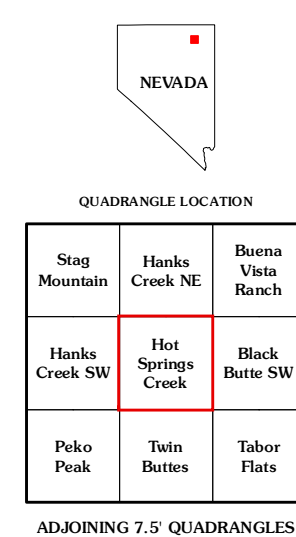 NEVADA
QUADRANGLE LOCATION
Stag
Mountain
Hanks
Creek NE
Buena
Vista
Ranch
Hanks
Creek SW
Hot
Springs
Creek
Black
Butte SW
Peko
Peak
Twin
Buttes
Tabor
Flats
ADJOINING 7.5' QUADRANGLES